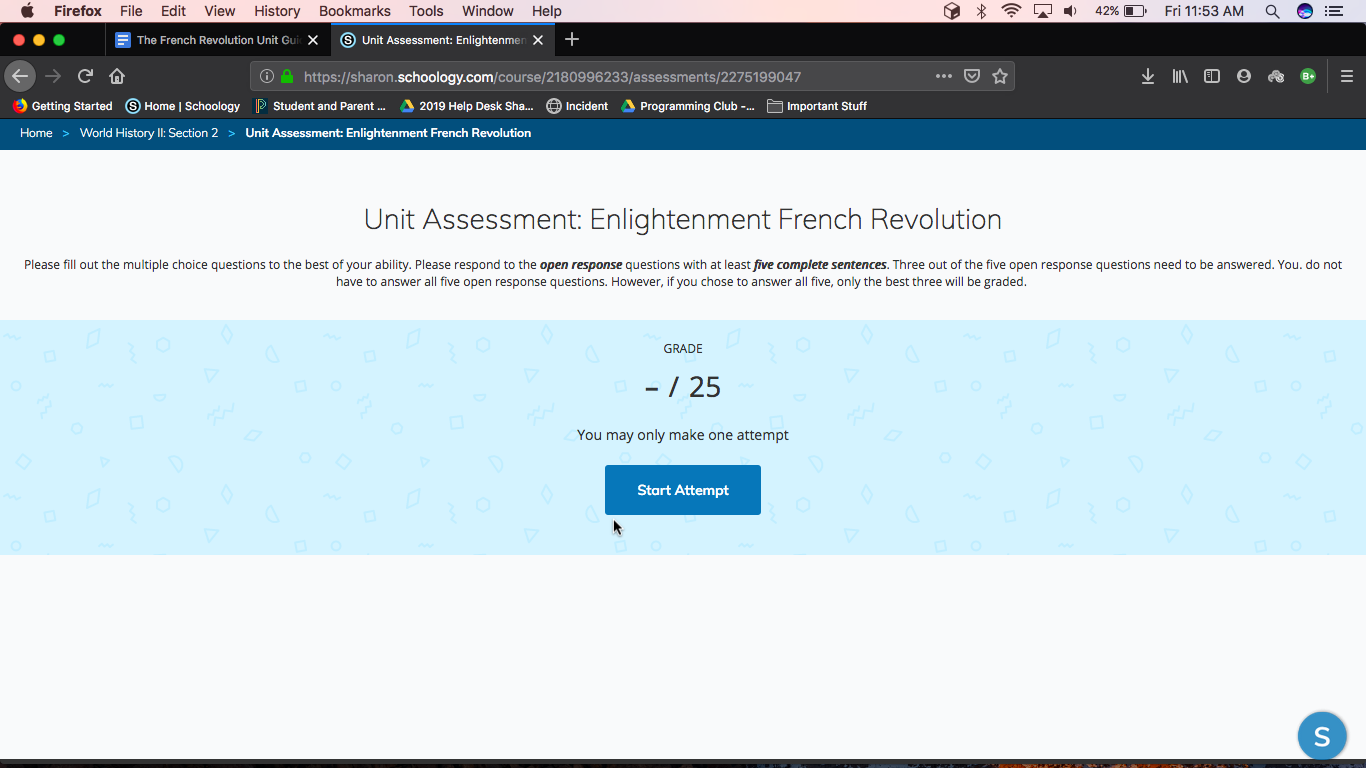 Firefox File Edit View History Bookmarks Tools Window Help 42% Fri 11:53 AM
The French Revolution Unit Gui
Unit Assessment: Enlightenmen
https://sharon.schoology.com/course/2180996233/assessments/2275199047
B+
Getting Started Home | Schoology Student and Parent ... 2019 Help Desk Sha... Incident Programming Club -... Important Stuff
Home > World History II: Section 2 > Unit Assessment: Enlightenment French Revolution
Unit Assessment: Enlightenment French Revolution
Please fill out the multiple choice questions to the best of your ability. Please respond to the open response questions with at least five complete sentences. Three out of the five open response questions need to be answered. You. do not
have to answer all five open response questions. However, if you chose to answer all five, only the best three will be graded.
GRADE
– / 25
You may only make one attempt
Start Attempt
S